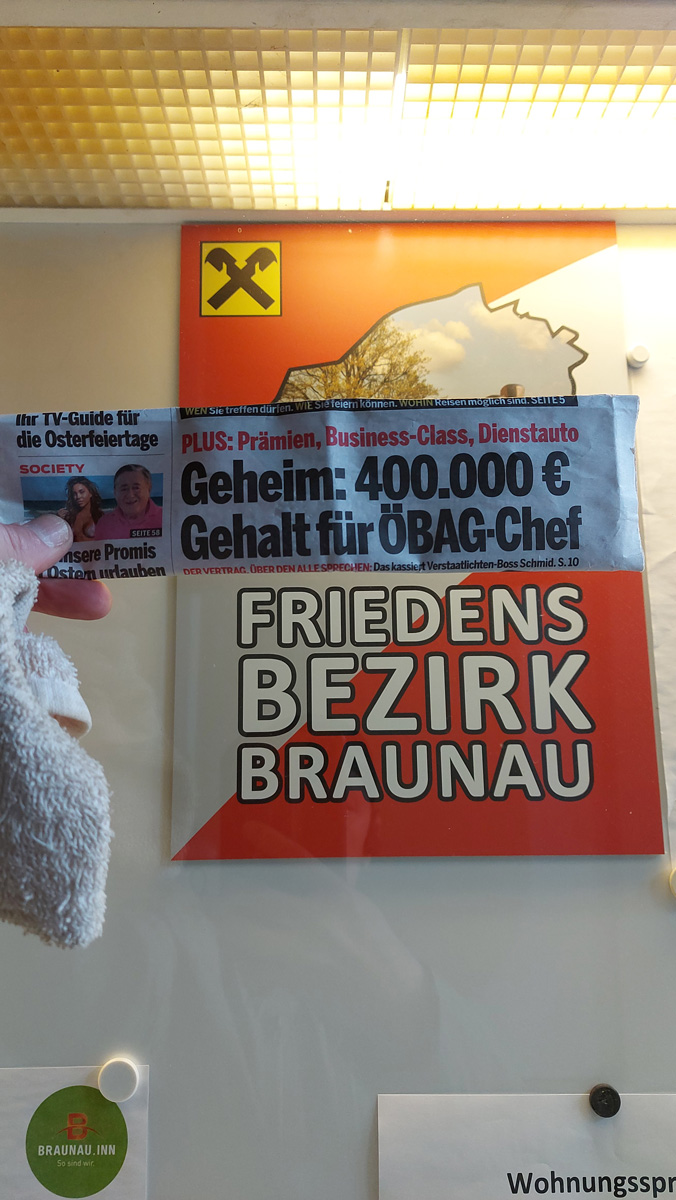 WEN Sie treffen dürfen. WIE Sie feiern können. WOHIN Reisen möglich sind. SEITE 5
Ihr TV-Guide für
die Osterfeiertage
SOCIETY
SEITE 58
unsere Promis
Ostern urlauben
PLUS: Prämien, Business-Class, Dienstauto
Geheim: 400.000 €
Gehalt für ÖBAG-Chef
DER VERTRAG, ÜBER DEN ALLE SPRECHEN: Das kassiert Verstaatlichten-Boss Schmid. S. 10
FRIEDENS
BEZIRK
BRAUNAU
BRAUNAU.INN
So sind wir.
Wohnungsspr